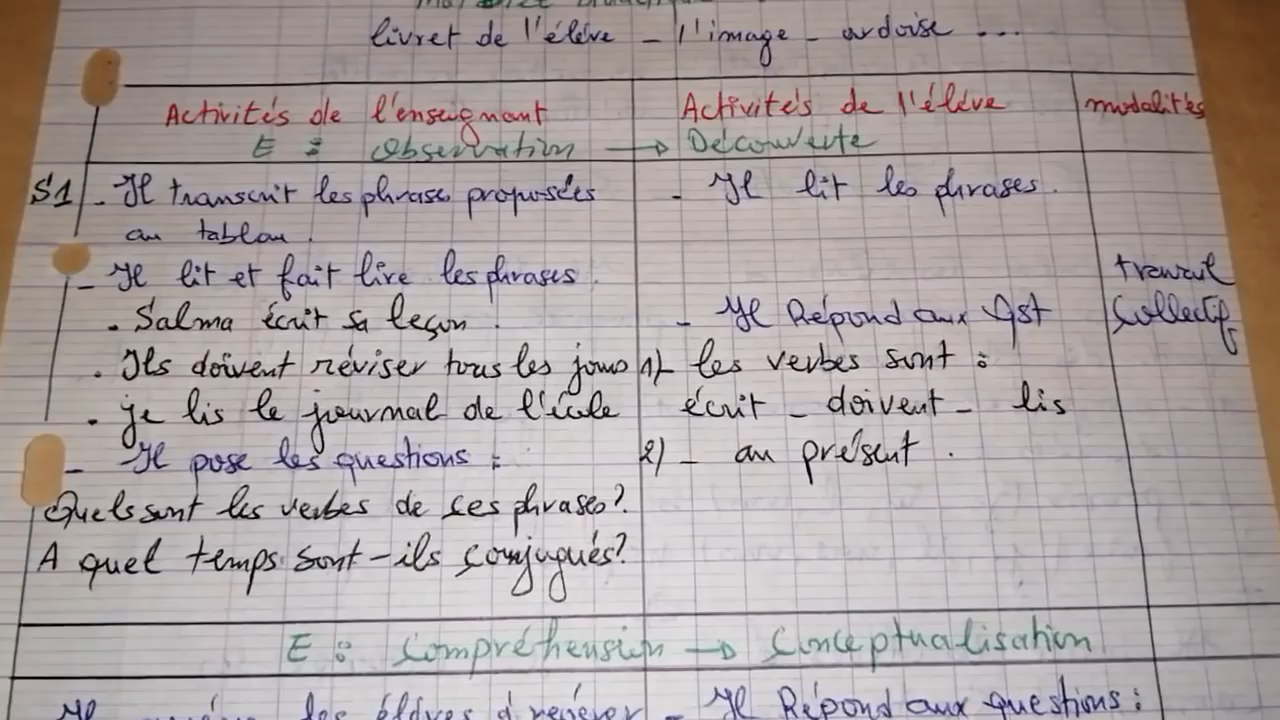 livret de l'élève - l'image - ardoise ...
Activités de l'enseignant Activités de l'élève modalités
E : Observation → Découverte
S1 - Il transcrit les phrases proposées - Il lit les phrases.
au tableau.
- Il lit et fait lire les phrases. travail
. Salma écrit sa leçon. - Il Répond aux Qst collectif
. Ils doivent réviser tous les jours 1) les verbes sont :
. je lis le journal de l'école écrit - doivent - lis
- Il pose les questions : 2) - au présent.
Quels sont les verbes de ces phrases?
A quel temps sont-ils conjugués?
E : Compréhension → Conceptualisation
Il les élèves - Il Répond aux questions :